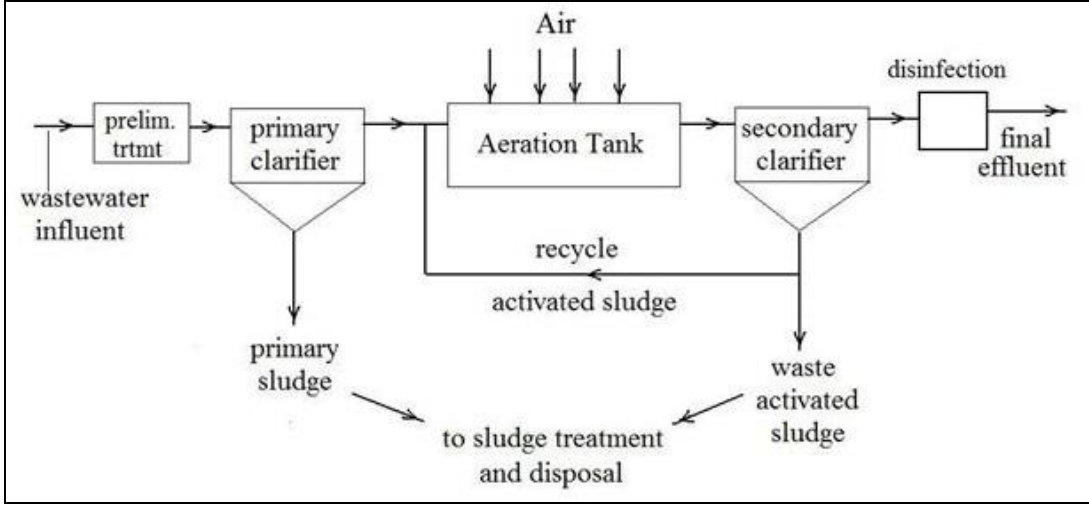 Air
disinfection
prelim.
trtmt
primary
clarifier
Aeration Tank
secondary
clarifier
final
effluent
wastewater
influent
recycle
activated sludge
primary
sludge
waste
activated
sludge
to sludge treatment
and disposal